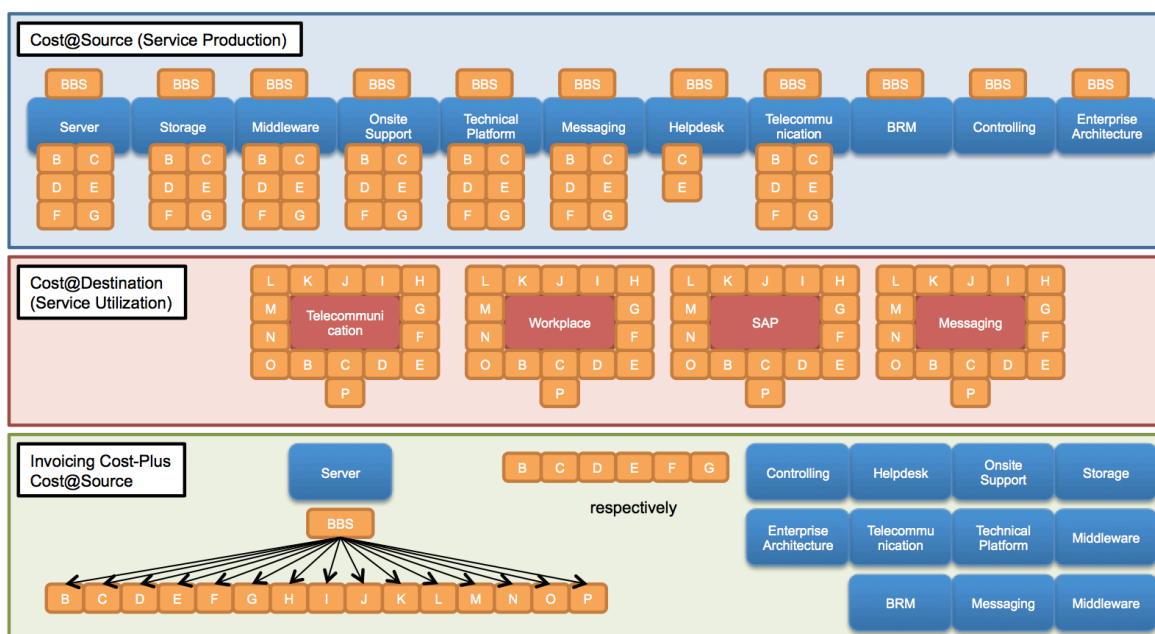 Cost@Source (Service Production)
BBS BBS BBS BBS BBS BBS BBS BBS BBS BBS BBS
Server
Storage
Middleware
Onsite
Support
Technical
Platform
Messaging
Helpdesk
Telecommu
nication
BRM
Controlling
Enterprise
Architecture
B C B C B C B C B C B C C B C
D E D E D E D E D E D E E D E
F G F G F G F G F G F G F G
Cost@Destination
(Service Utilization)
L K J I H L K J I H L K J I H L K J I H
M G M G M G M G
Telecommuni
cation
Workplace
SAP
Messaging
N F N F N F N F
O B C D E O B C D E O B C D E O B C D E
P P P P
Invoicing Cost-Plus
Cost@Source
Server
BBS
B C D E F G H I J K L M N O P
B C D E F G
respectively
Controlling
Helpdesk
Onsite
Support
Storage
Enterprise
Architecture
Telecommu
nication
Technical
Platform
Middleware
BRM
Messaging
Middleware